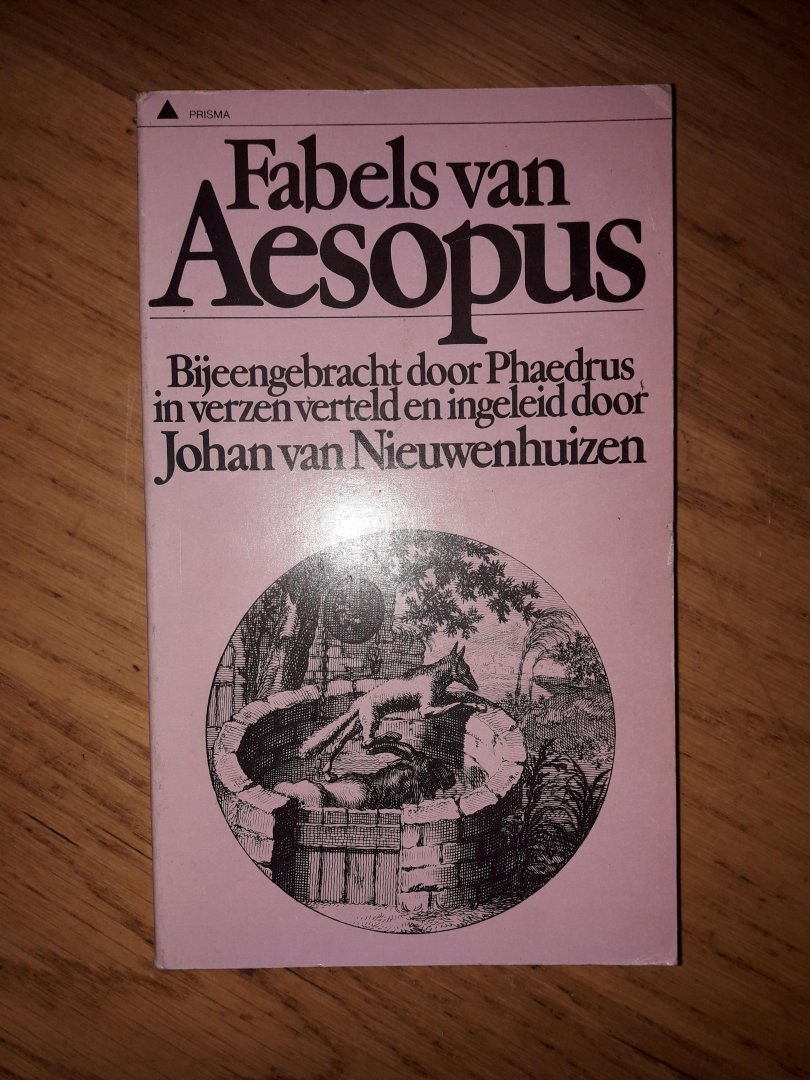 PRISMA
Fabels van
Aesopus
Bijeengebracht door Phaedrus
in verzen verteld en ingeleid door
Johan van Nieuwenhuizen